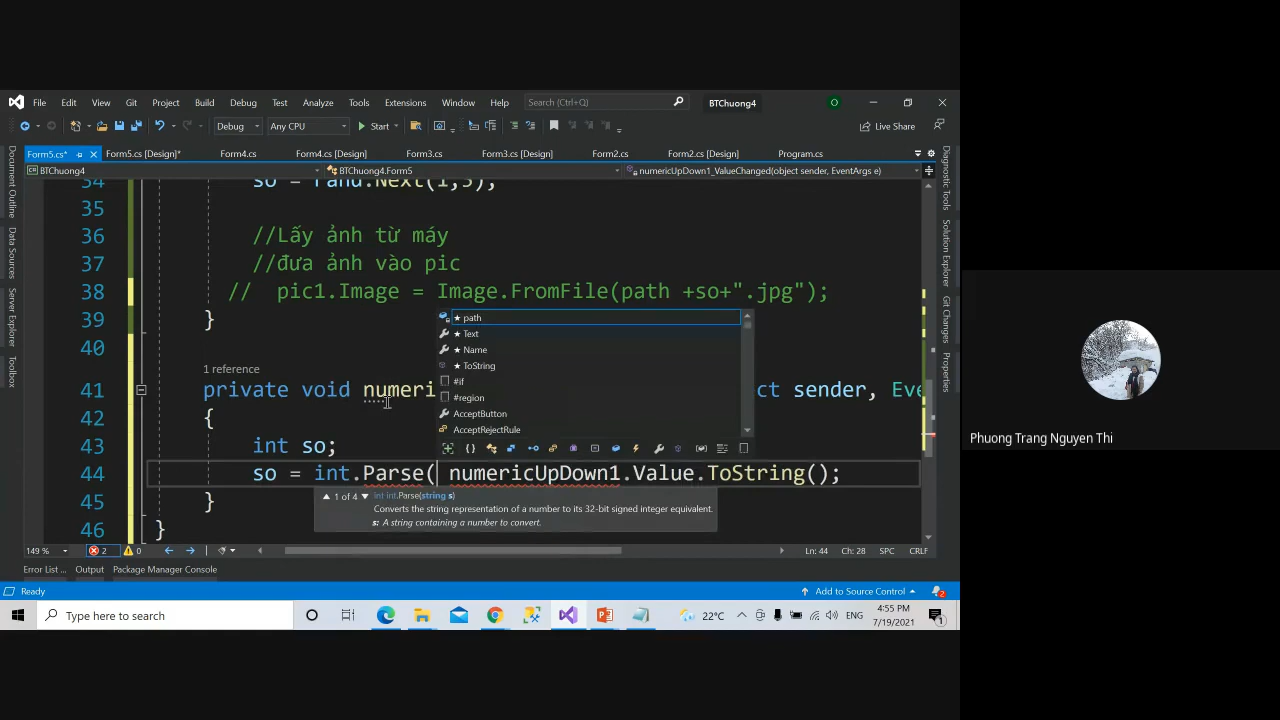 File Edit View Git Project Build Debug Test Analyze Tools Extensions Window Help Search (Ctrl+Q) BTChuong4 O
Debug Any CPU Start Live Share
Form5.cs* Form5.cs [Design]* Form4.cs Form4.cs [Design] Form3.cs Form3.cs [Design] Form2.cs Form2.cs [Design] Program.cs
BTChuong4 BTChuong4.Form5 numericUpDown1_ValueChanged(object sender, EventArgs e)
Document Outline
Data Sources
Server Explorer
Toolbox
Diagnostic Tools
Solution Explorer
Git Changes
Properties
34 so = rand.Next(1,5);
35
36 //Lấy ảnh từ máy
37 //đưa ảnh vào pic
38 // pic1.Image = Image.FromFile(path +so+".jpg");
39 }
40
1 reference
41 private void numeri ct sender, Eve
42 {
43 int so;
44 so = int.Parse( numericUpDown1.Value.ToString();
45 }
46 }
★ path
★ Text
★ Name
★ ToString
#if
#region
AcceptButton
AcceptRejectRule
1 of 4 int int.Parse(string s)
Converts the string representation of a number to its 32-bit signed integer equivalent.
s: A string containing a number to convert.
149 % 2 0 Ln: 44 Ch: 28 SPC CRLF
Error List ... Output Package Manager Console
Ready Add to Source Control 2
Type here to search 22°C ENG 4:55 PM 7/19/2021 1
Phuong Trang Nguyen Thi